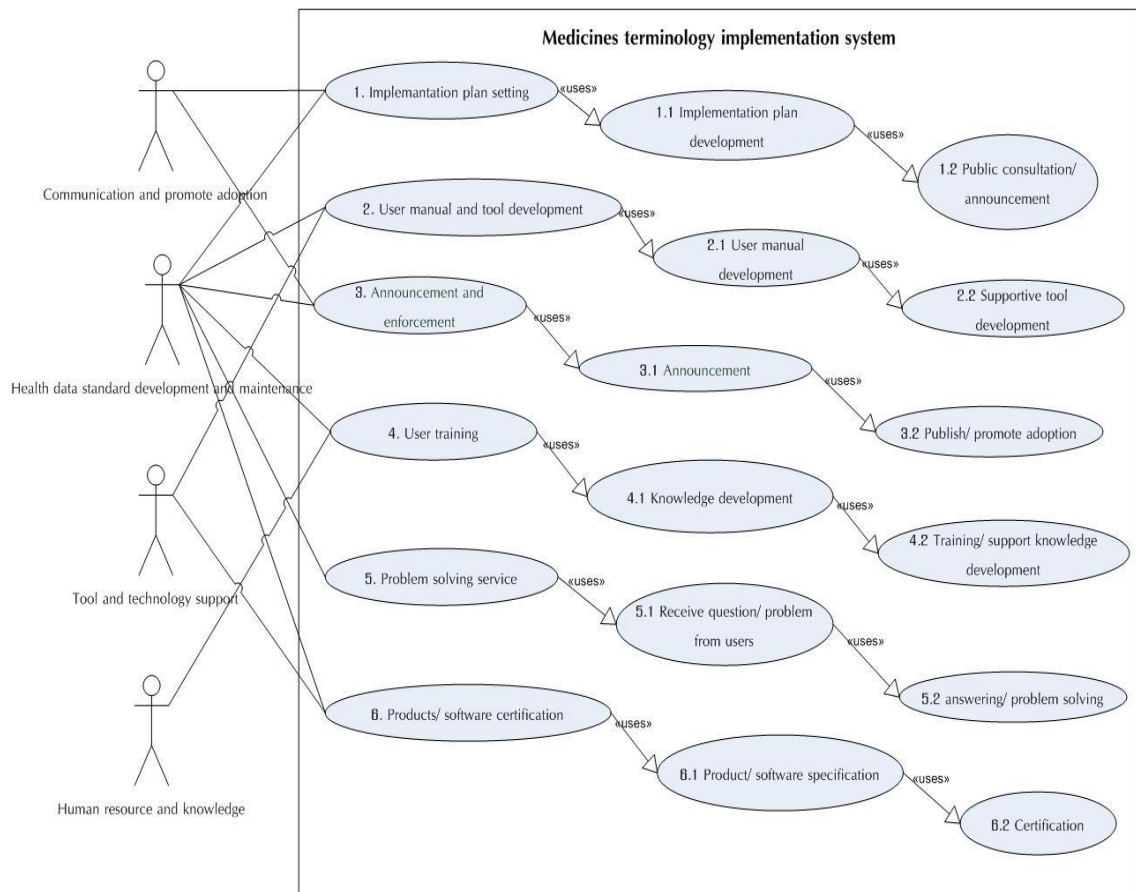 Medicines terminology implementation system
1. Implemantation plan setting
«uses»
1.1 Implementation plan
development
«uses»
1.2 Public consultation/
announcement
Communication and promote adoption
2. User manual and tool development
«uses»
2.1 User manual
development
«uses»
2.2 Supportive tool
development
3. Announcement and
enforcement
«uses»
3.1 Announcement
«uses»
3.2 Publish/ promote adoption
Health data standard development and maintenance
4. User training
«uses»
4.1 Knowledge development
«uses»
4.2 Training/ support knowledge
development
Tool and technology support
5. Problem solving service
«uses»
5.1 Receive question/ problem
from users
«uses»
5.2 answering/ problem solving
6. Products/ software certification
«uses»
6.1 Product/ software specification
«uses»
6.2 Certification
Human resource and knowledge